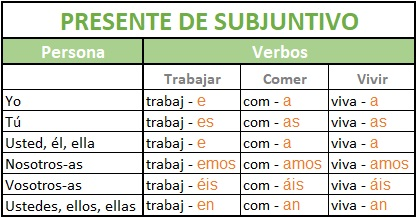 PRESENTE DE SUBJUNTIVO
Persona Verbos
Trabajar Comer Vivir
Yo trabaj - e com - a viva - a
Tú trabaj - es com - as viva - as
Usted, él, ella trabaj - e com - a viva - a
Nosotros-as trabaj - emos com - amos viva - amos
Vosotros-as trabaj - éis com - áis viva - áis
Ustedes, ellos, ellas trabaj - en com - an viva - an